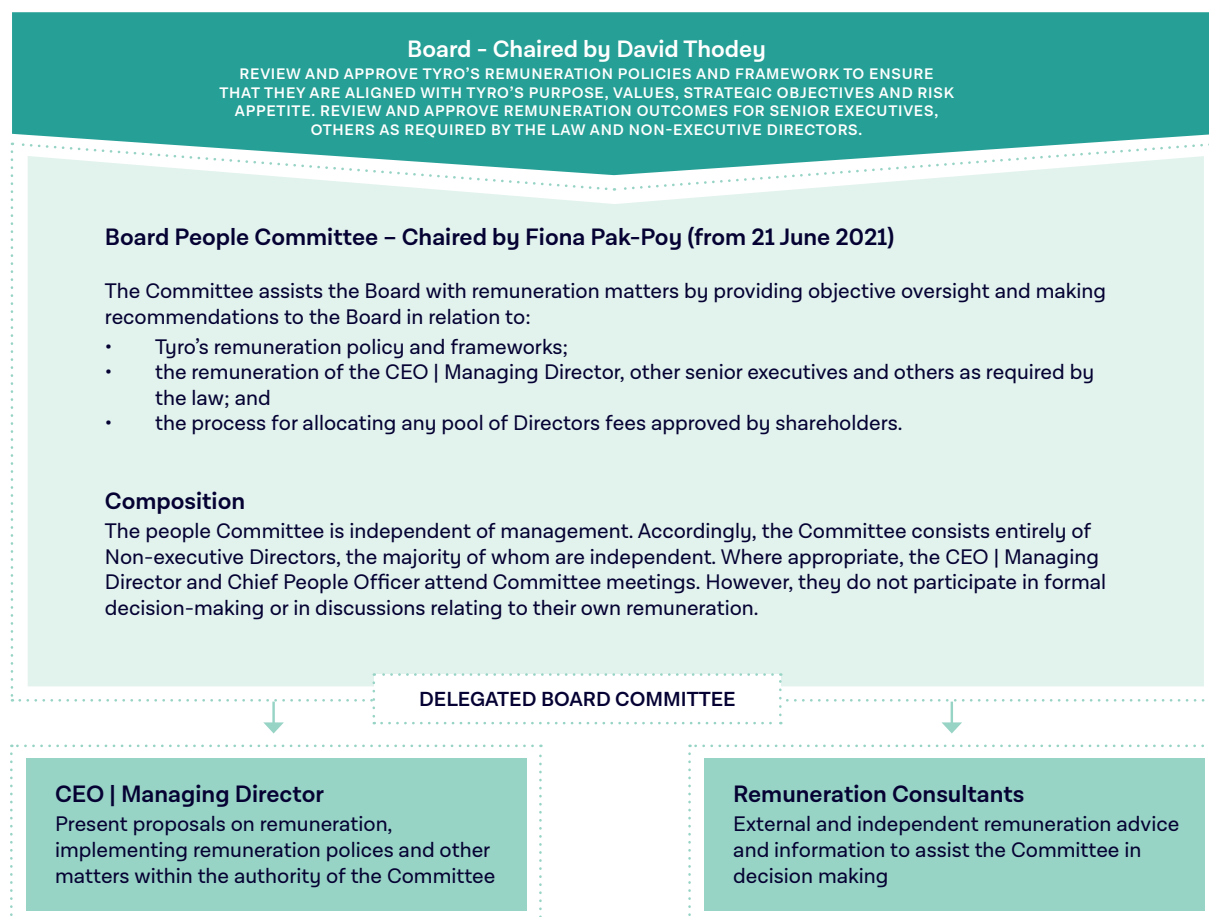 Board - Chaired by David Thodey
REVIEW AND APPROVE TYRO'S REMUNERATION POLICIES AND FRAMEWORK TO ENSURE
THAT THEY ARE ALIGNED WITH TYRO'S PURPOSE, VALUES, STRATEGIC OBJECTIVES AND RISK
APPETITE. REVIEW AND APPROVE REMUNERATION OUTCOMES FOR SENIOR EXECUTIVES,
OTHERS AS REQUIRED BY THE LAW AND NON-EXECUTIVE DIRECTORS.
Board People Committee – Chaired by Fiona Pak-Poy (from 21 June 2021)
The Committee assists the Board with remuneration matters by providing objective oversight and making
recommendations to the Board in relation to:
• Tyro's remuneration policy and frameworks;
• the remuneration of the CEO | Managing Director, other senior executives and others as required by
the law; and
• the process for allocating any pool of Directors fees approved by shareholders.
Composition
The people Committee is independent of management. Accordingly, the Committee consists entirely of
Non-executive Directors, the majority of whom are independent. Where appropriate, the CEO | Managing
Director and Chief People Officer attend Committee meetings. However, they do not participate in formal
decision-making or in discussions relating to their own remuneration.
DELEGATED BOARD COMMITTEE
CEO | Managing Director
Present proposals on remuneration,
implementing remuneration polices and other
matters within the authority of the Committee
Remuneration Consultants
External and independent remuneration advice
and information to assist the Committee in
decision making